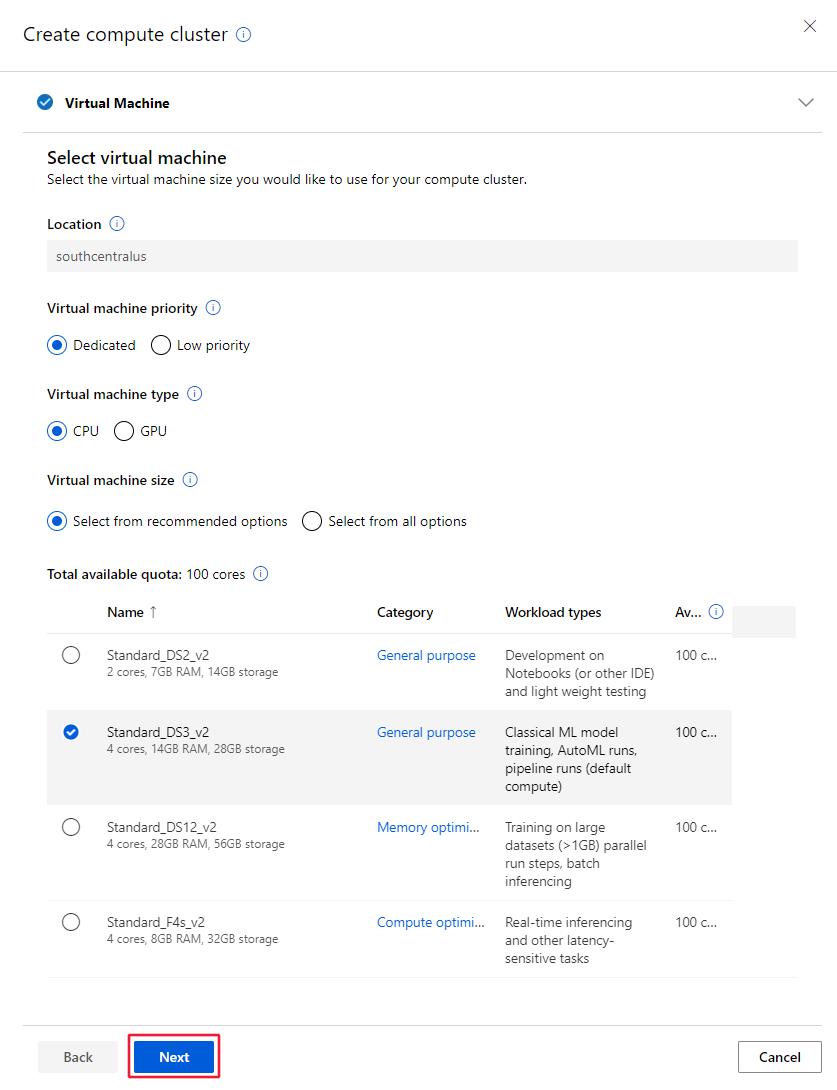 Create compute cluster
Virtual Machine
Select virtual machine
Select the virtual machine size you would like to use for your compute cluster.
Location
southcentralus
Virtual machine priority
Dedicated Low priority
Virtual machine type
CPU GPU
Virtual machine size
Select from recommended options Select from all options
Total available quota: 100 cores
Name ↑ Category Workload types Av...
Standard_DS2_v2 General purpose Development on 100 c...
2 cores, 7GB RAM, 14GB storage Notebooks (or other IDE)
and light weight testing
Standard_DS3_v2 General purpose Classical ML model 100 c...
4 cores, 14GB RAM, 28GB storage training, AutoML runs,
pipeline runs (default
compute)
Standard_DS12_v2 Memory optimi... Training on large 100 c...
4 cores, 28GB RAM, 56GB storage datasets (>1GB) parallel
run steps, batch
inferencing
Standard_F4s_v2 Compute optimi... Real-time inferencing 100 c...
4 cores, 8GB RAM, 32GB storage and other latency-
sensitive tasks
Back Next Cancel